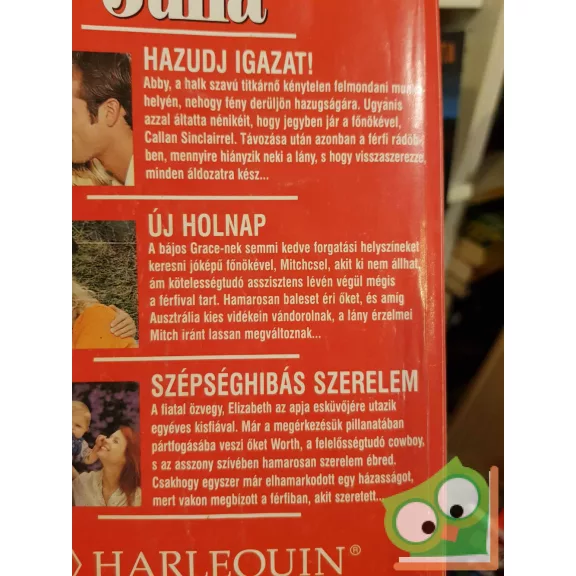 Júlia
HAZUDJ IGAZAT!
Abby, a halk szavú titkárnő kénytelen felmondani
helyén, nehogy fény derüljön hazugságára. Ugyanis
azzal áltatta nénikéit, hogy jegyben jár a főnökével,
Callan Sinclairrel. Távozása után azonban a férfi rádöb-
ben, mennyire hiányzik neki a lány, s hogy visszaszerezze,
minden áldozatra kész...
ÚJ HOLNAP
A bájos Grace-nek semmi kedve forgatási helyszíneket
keresni jóképű főnökével, Mitchcsel, akit ki nem állhat,
ám kötelességtudó asszisztens lévén végül mégis
a férfival tart. Hamarosan baleset éri őket, és amíg
Ausztrália kies vidékein vándorolnak, a lány érzelmei
Mitch iránt lassan megváltoznak...
SZÉPSÉGHIBÁS SZERELEM
A fiatal özvegy, Elizabeth az apja esküvőjére utazik
egyéves kisfiával. Már a megérkezésük pillanatában
pártfogásába veszi őket Worth, a felelősségtudó cowboy,
s az asszony szívében hamarosan szerelem ébred.
Csakhogy egyszer már elhamarkodott egy házasságot,
mert vakon megbízott a férfiban, akit szeretett...
HARLEQUIN®